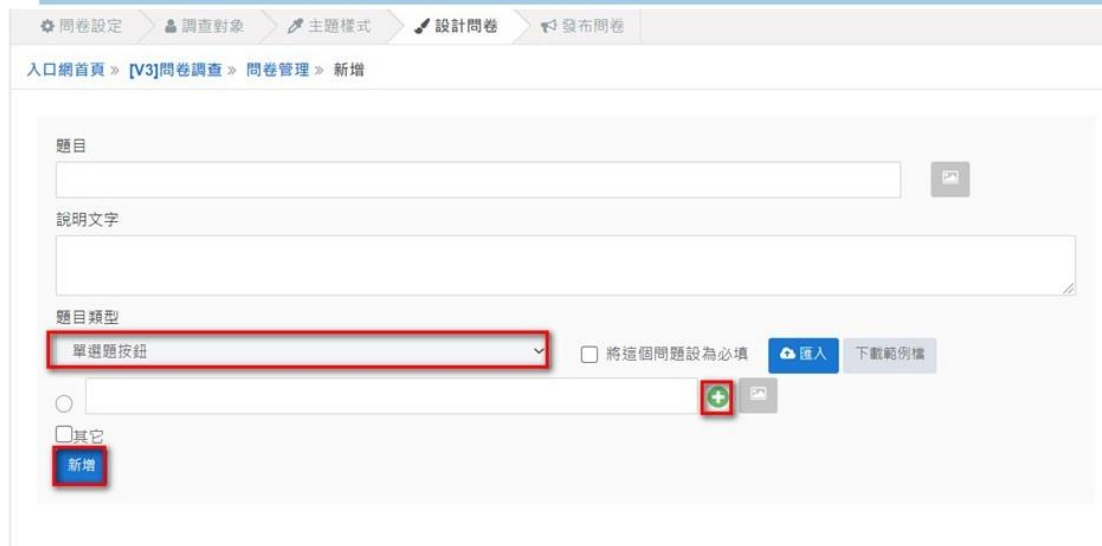 問卷設定 調查對象 主題樣式 設計問卷 發布問卷
入口網首頁 » [V3]問卷調查 » 問卷管理 » 新增
題目
說明文字
題目類型
單選題按鈕 將這個問題設為必填 匯入 下載範例檔
其它
新增